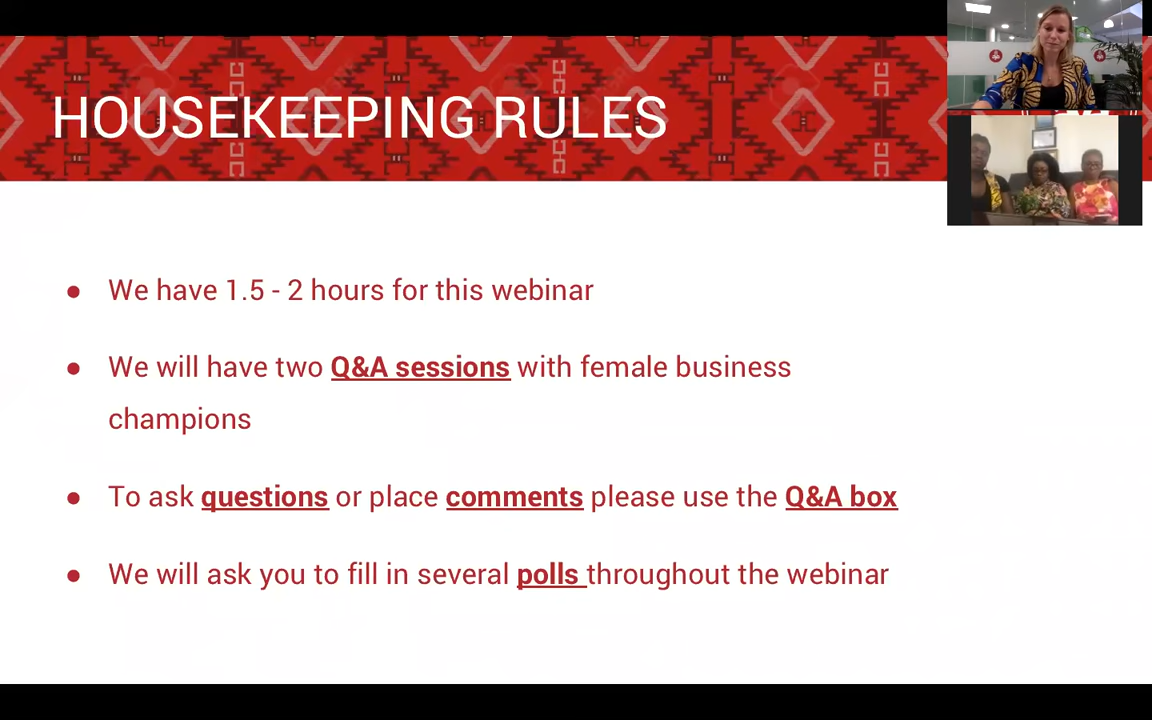 HOUSEKEEPING RULES
● We have 1.5 - 2 hours for this webinar
● We will have two Q&A sessions with female business
champions
● To ask questions or place comments please use the Q&A box
● We will ask you to fill in several polls throughout the webinar